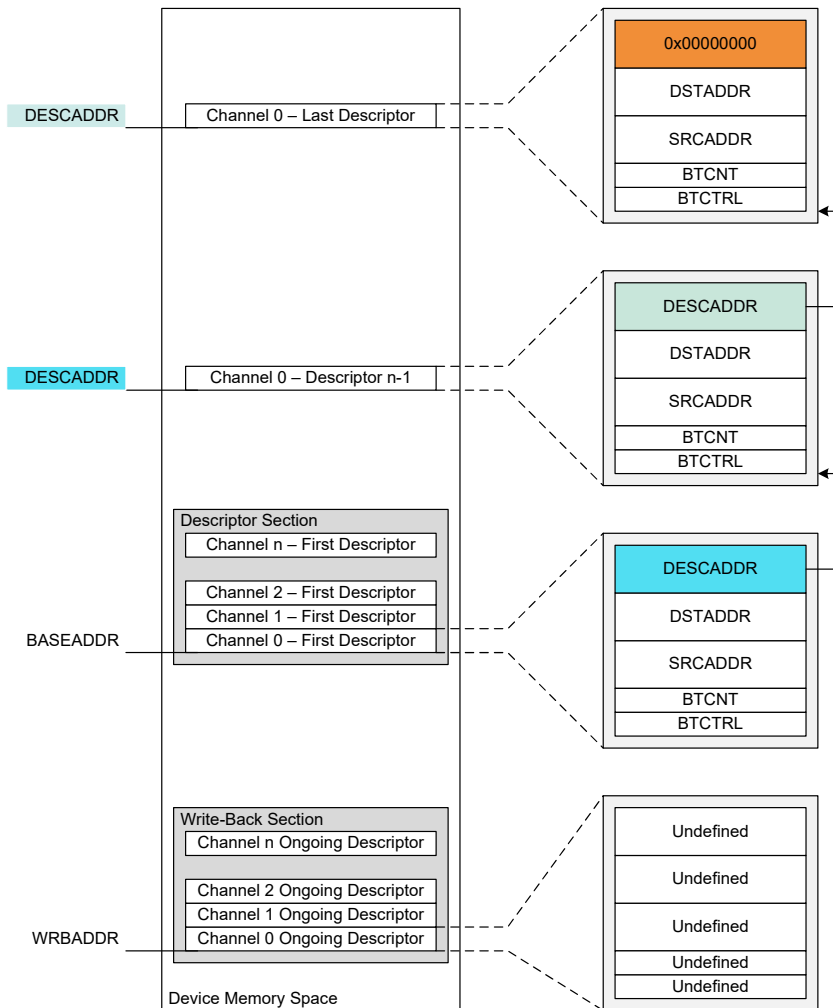 0x00000000
DSTADDR
DESCADDR
Channel 0 – Last Descriptor
SRCADDR
BTCNT
BTCTRL
DESCADDR
DSTADDR
DESCADDR
Channel 0 – Descriptor n-1
SRCADDR
BTCNT
BTCTRL
Descriptor Section
Channel n – First Descriptor
DESCADDR
Channel 2 – First Descriptor
Channel 1 – First Descriptor
DSTADDR
BASEADDR
Channel 0 – First Descriptor
SRCADDR
BTCNT
BTCTRL
Write-Back Section
Channel n Ongoing Descriptor
Undefined
Channel 2 Ongoing Descriptor
Undefined
Channel 1 Ongoing Descriptor
WRBADDR
Channel 0 Ongoing Descriptor
Undefined
Undefined
Undefined
Device Memory Space